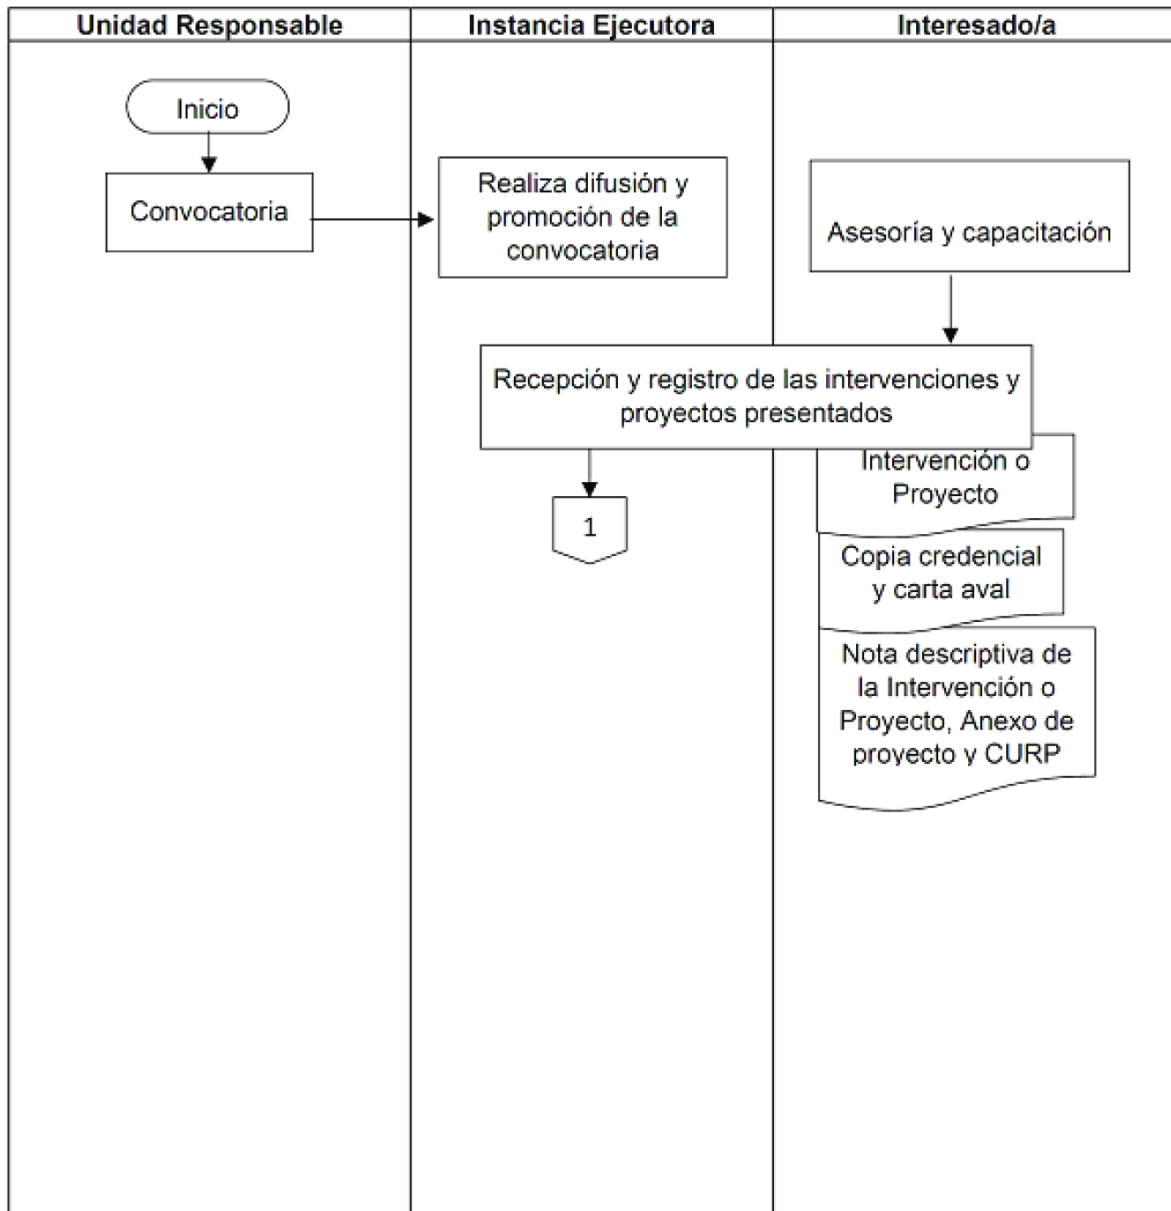 Unidad Responsable
Instancia Ejecutora
Interesado/a
Inicio
Convocatoria
Realiza difusión y
promoción de la
convocatoria
Asesoría y capacitación
Recepción y registro de las intervenciones y
proyectos presentados
Intervención o
Proyecto
1
Copia credencial
y carta aval
Nota descriptiva de
la Intervención o
Proyecto, Anexo de
proyecto y CURP